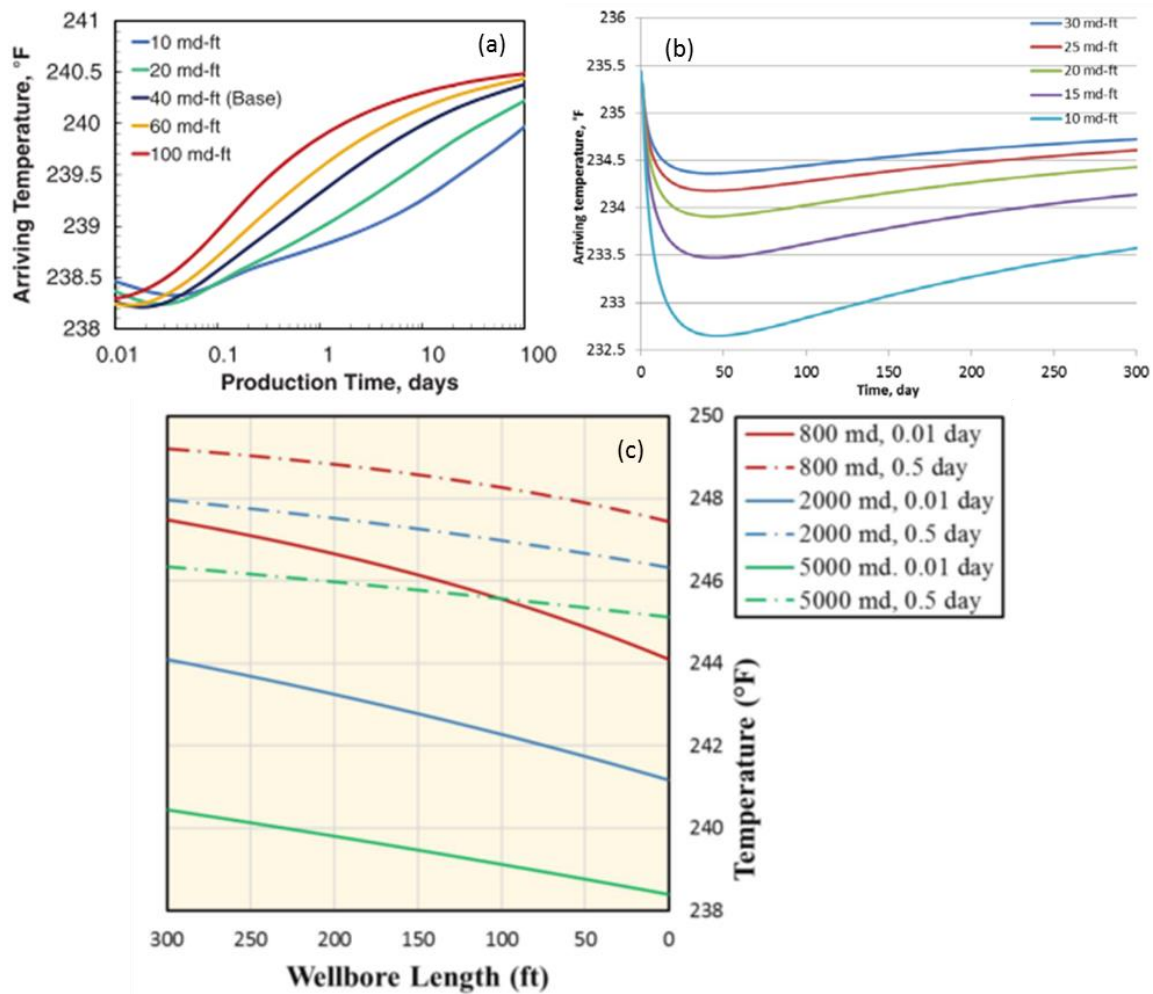 (a)
241
240.5
240
239.5
239
238.5
238
Arriving Temperature, °F
10 md-ft
20 md-ft
40 md-ft (Base)
60 md-ft
100 md-ft
0.01 0.1 1 10 100
Production Time, days
(b)
236
235.5
235
234.5
234
233.5
233
232.5
Arriving temperature, °F
30 md-ft
25 md-ft
20 md-ft
15 md-ft
10 md-ft
0 50 100 150 200 250 300
Time, day
(c)
250
248
246
244
242
240
238
Temperature (°F)
800 md, 0.01 day
800 md, 0.5 day
2000 md, 0.01 day
2000 md, 0.5 day
5000 md. 0.01 day
5000 md, 0.5 day
300 250 200 150 100 50 0
Wellbore Length (ft)